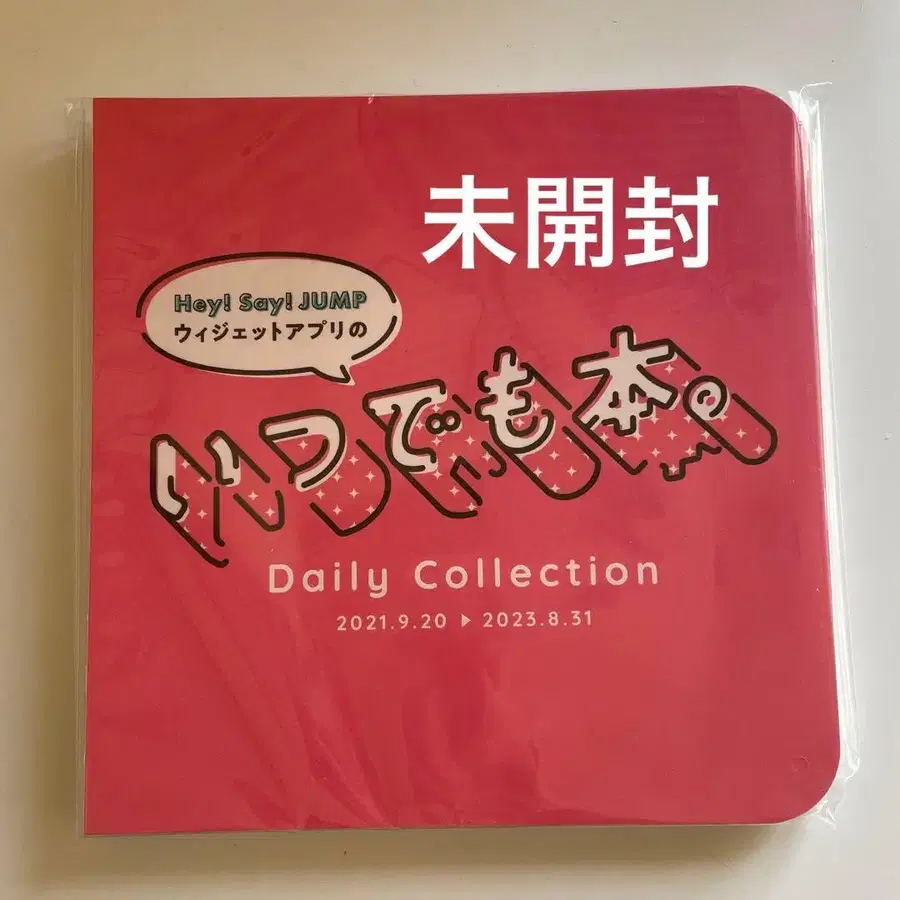 未開封
Hey! Say! JUMP
ウィジェットアプリの
いつでも本。
Daily Collection
2021.9.20 ▶ 2023.8.31